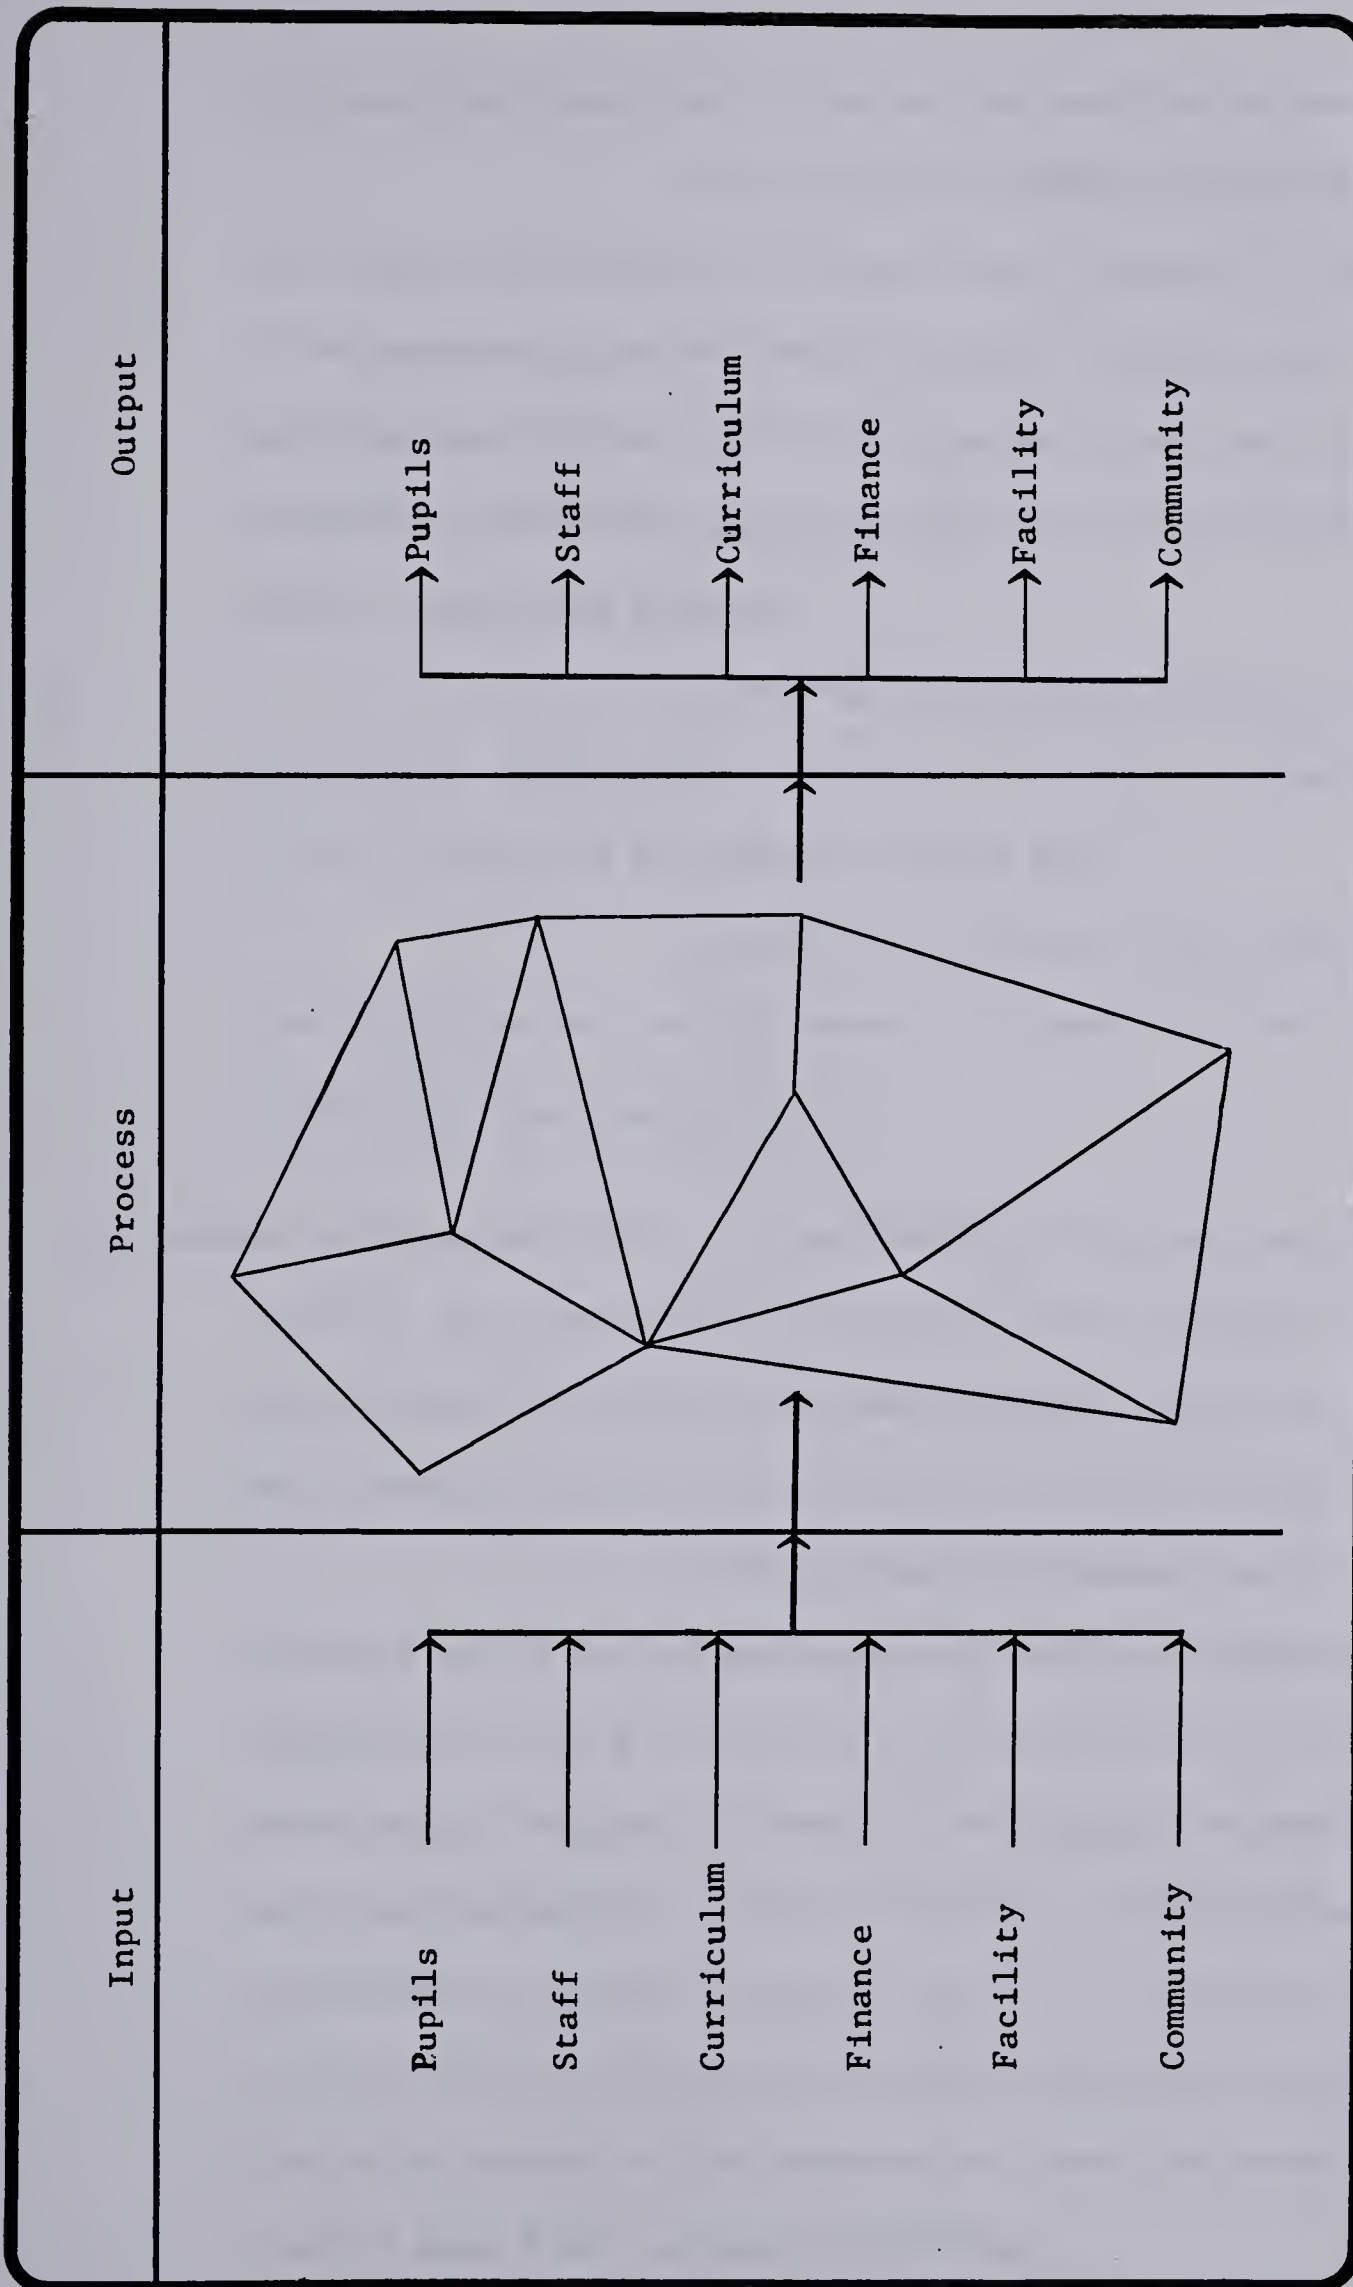 Input
Process
Output
Pupils
Staff
Curriculum
Finance
Facility
Community
Pupils
Staff
Curriculum
Finance
Facility
Community